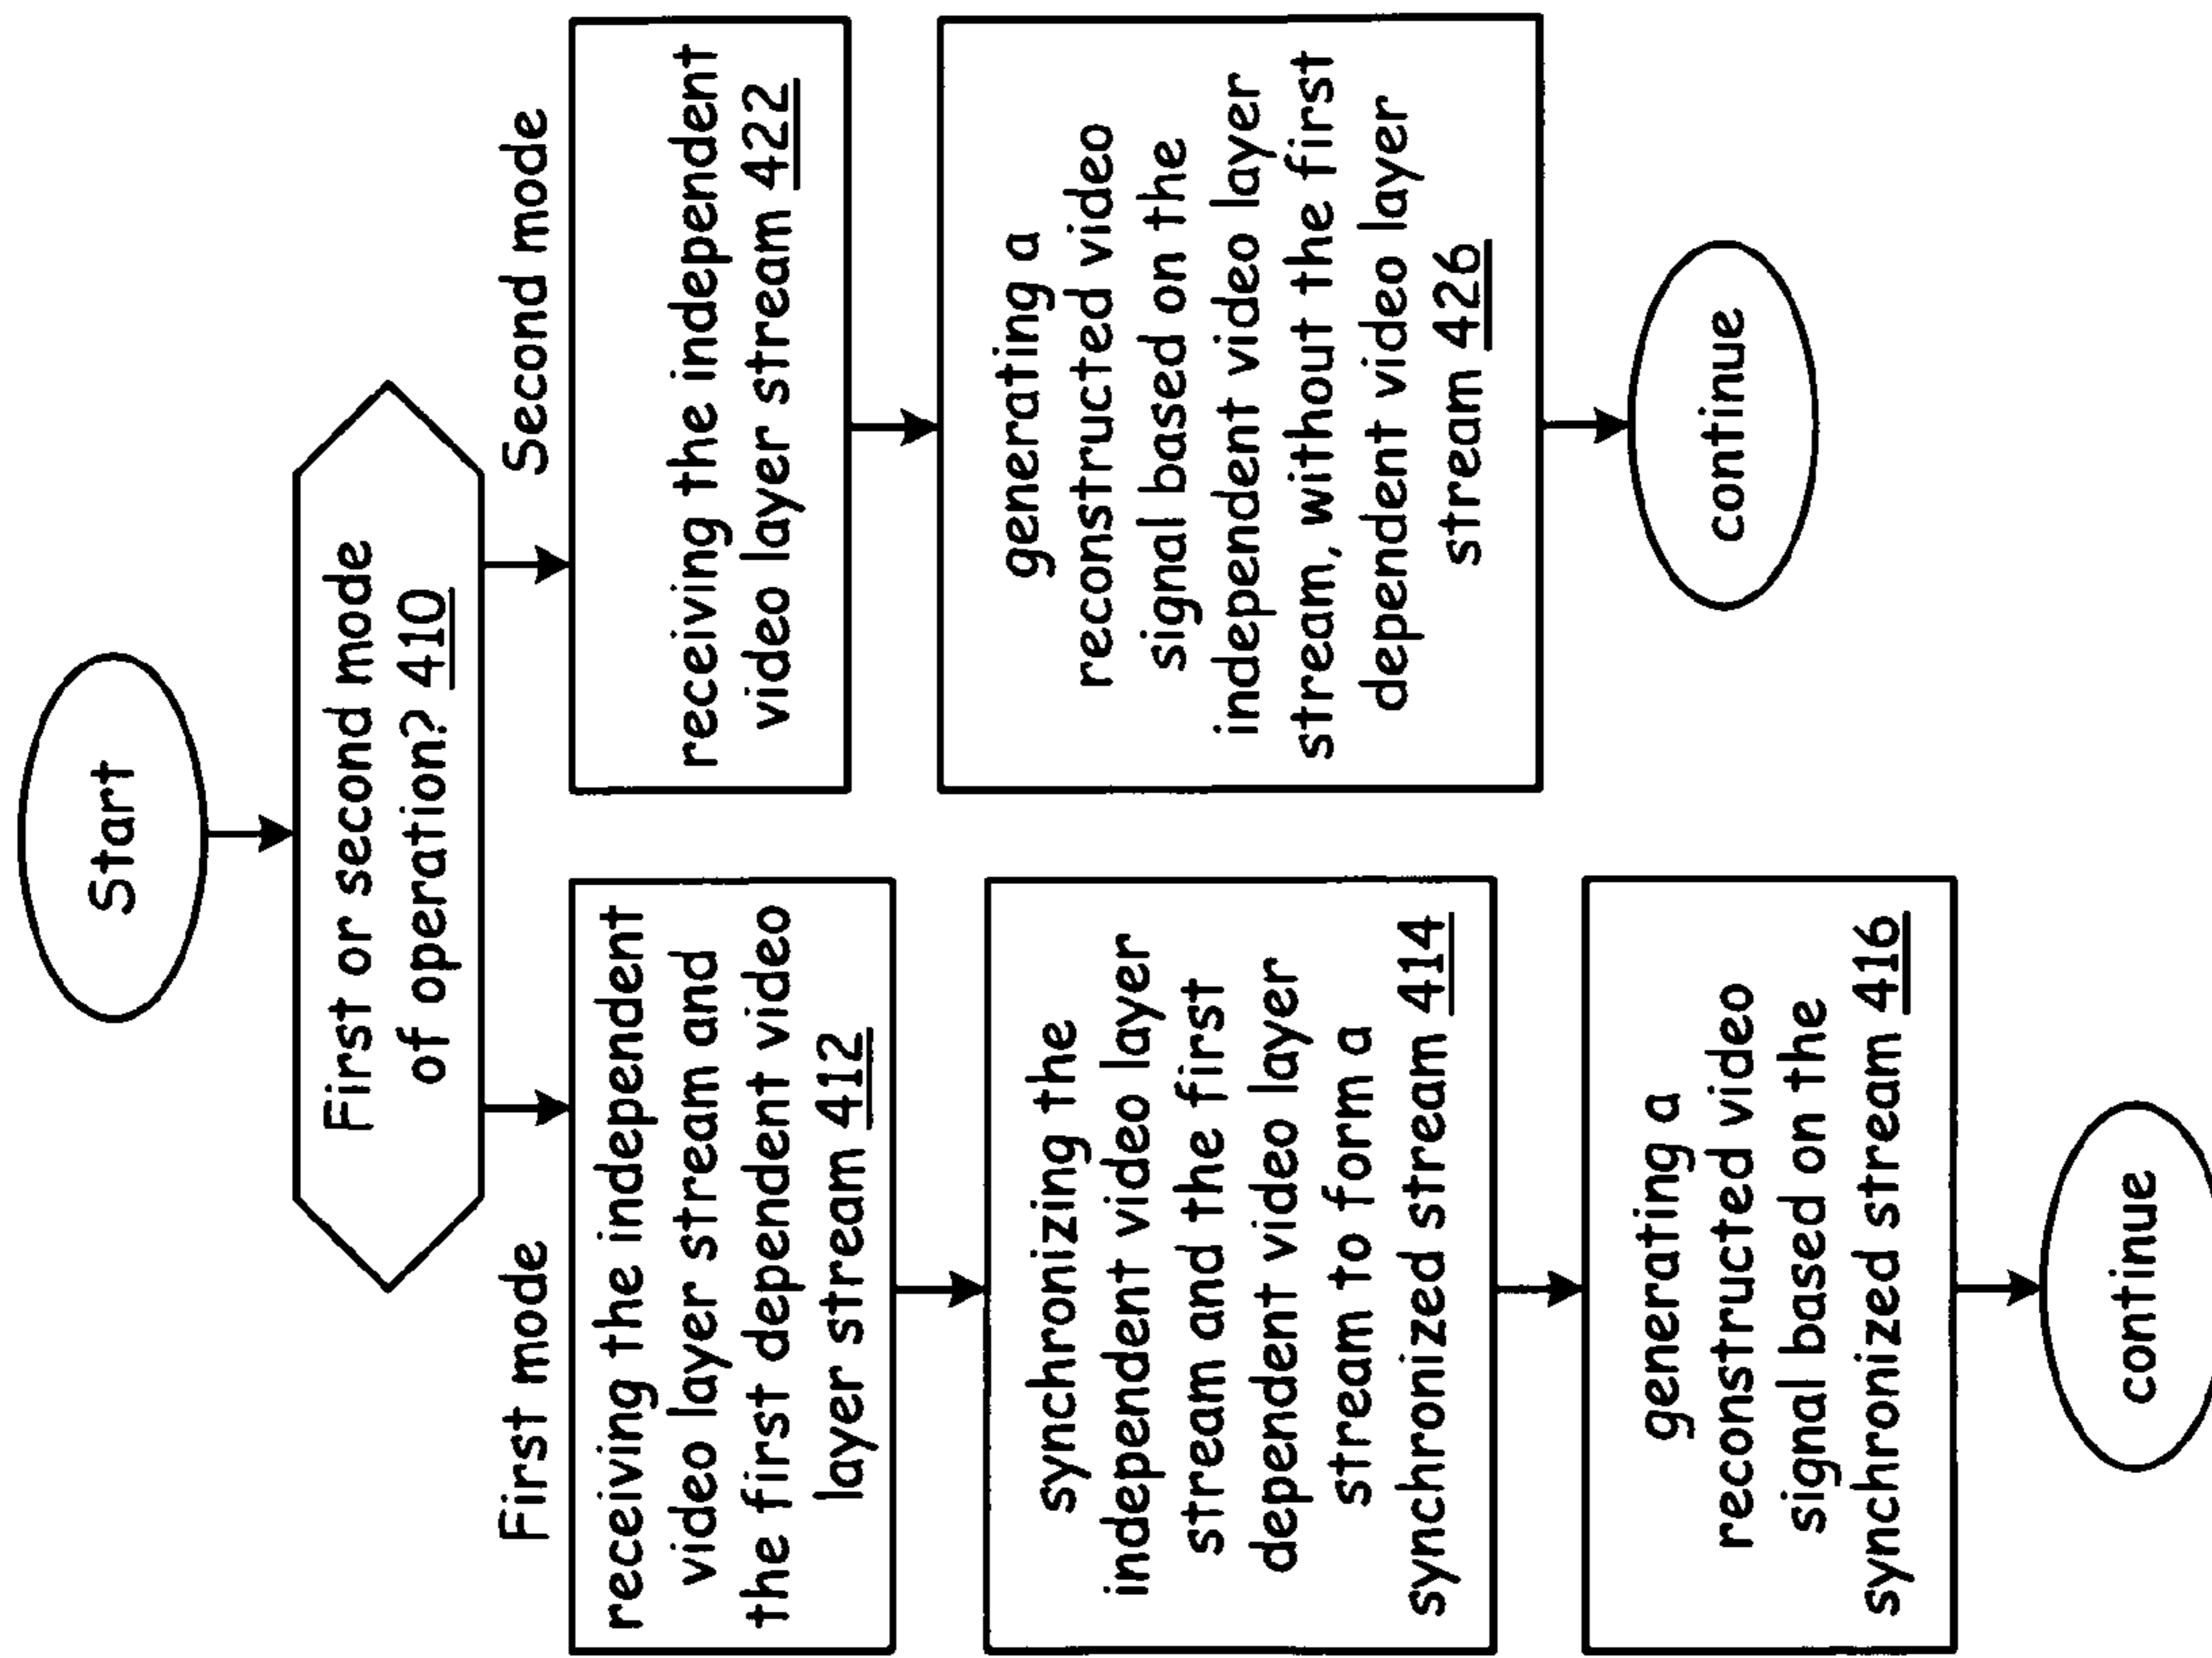 Start
First or second mode
of operation? 410
First mode
receiving the independent
video layer stream and
the first dependent video
layer stream 412
synchronizing the
independent video layer
stream and the first
dependent video layer
stream to form a
synchronized stream 414
generating a
reconstructed video
signal based on the
synchronized stream 416
continue
Second mode
receiving the independent
video layer stream 422
generating a
reconstructed video
signal based on the
independent video layer
stream, without the first
dependent video layer
stream 426
continue